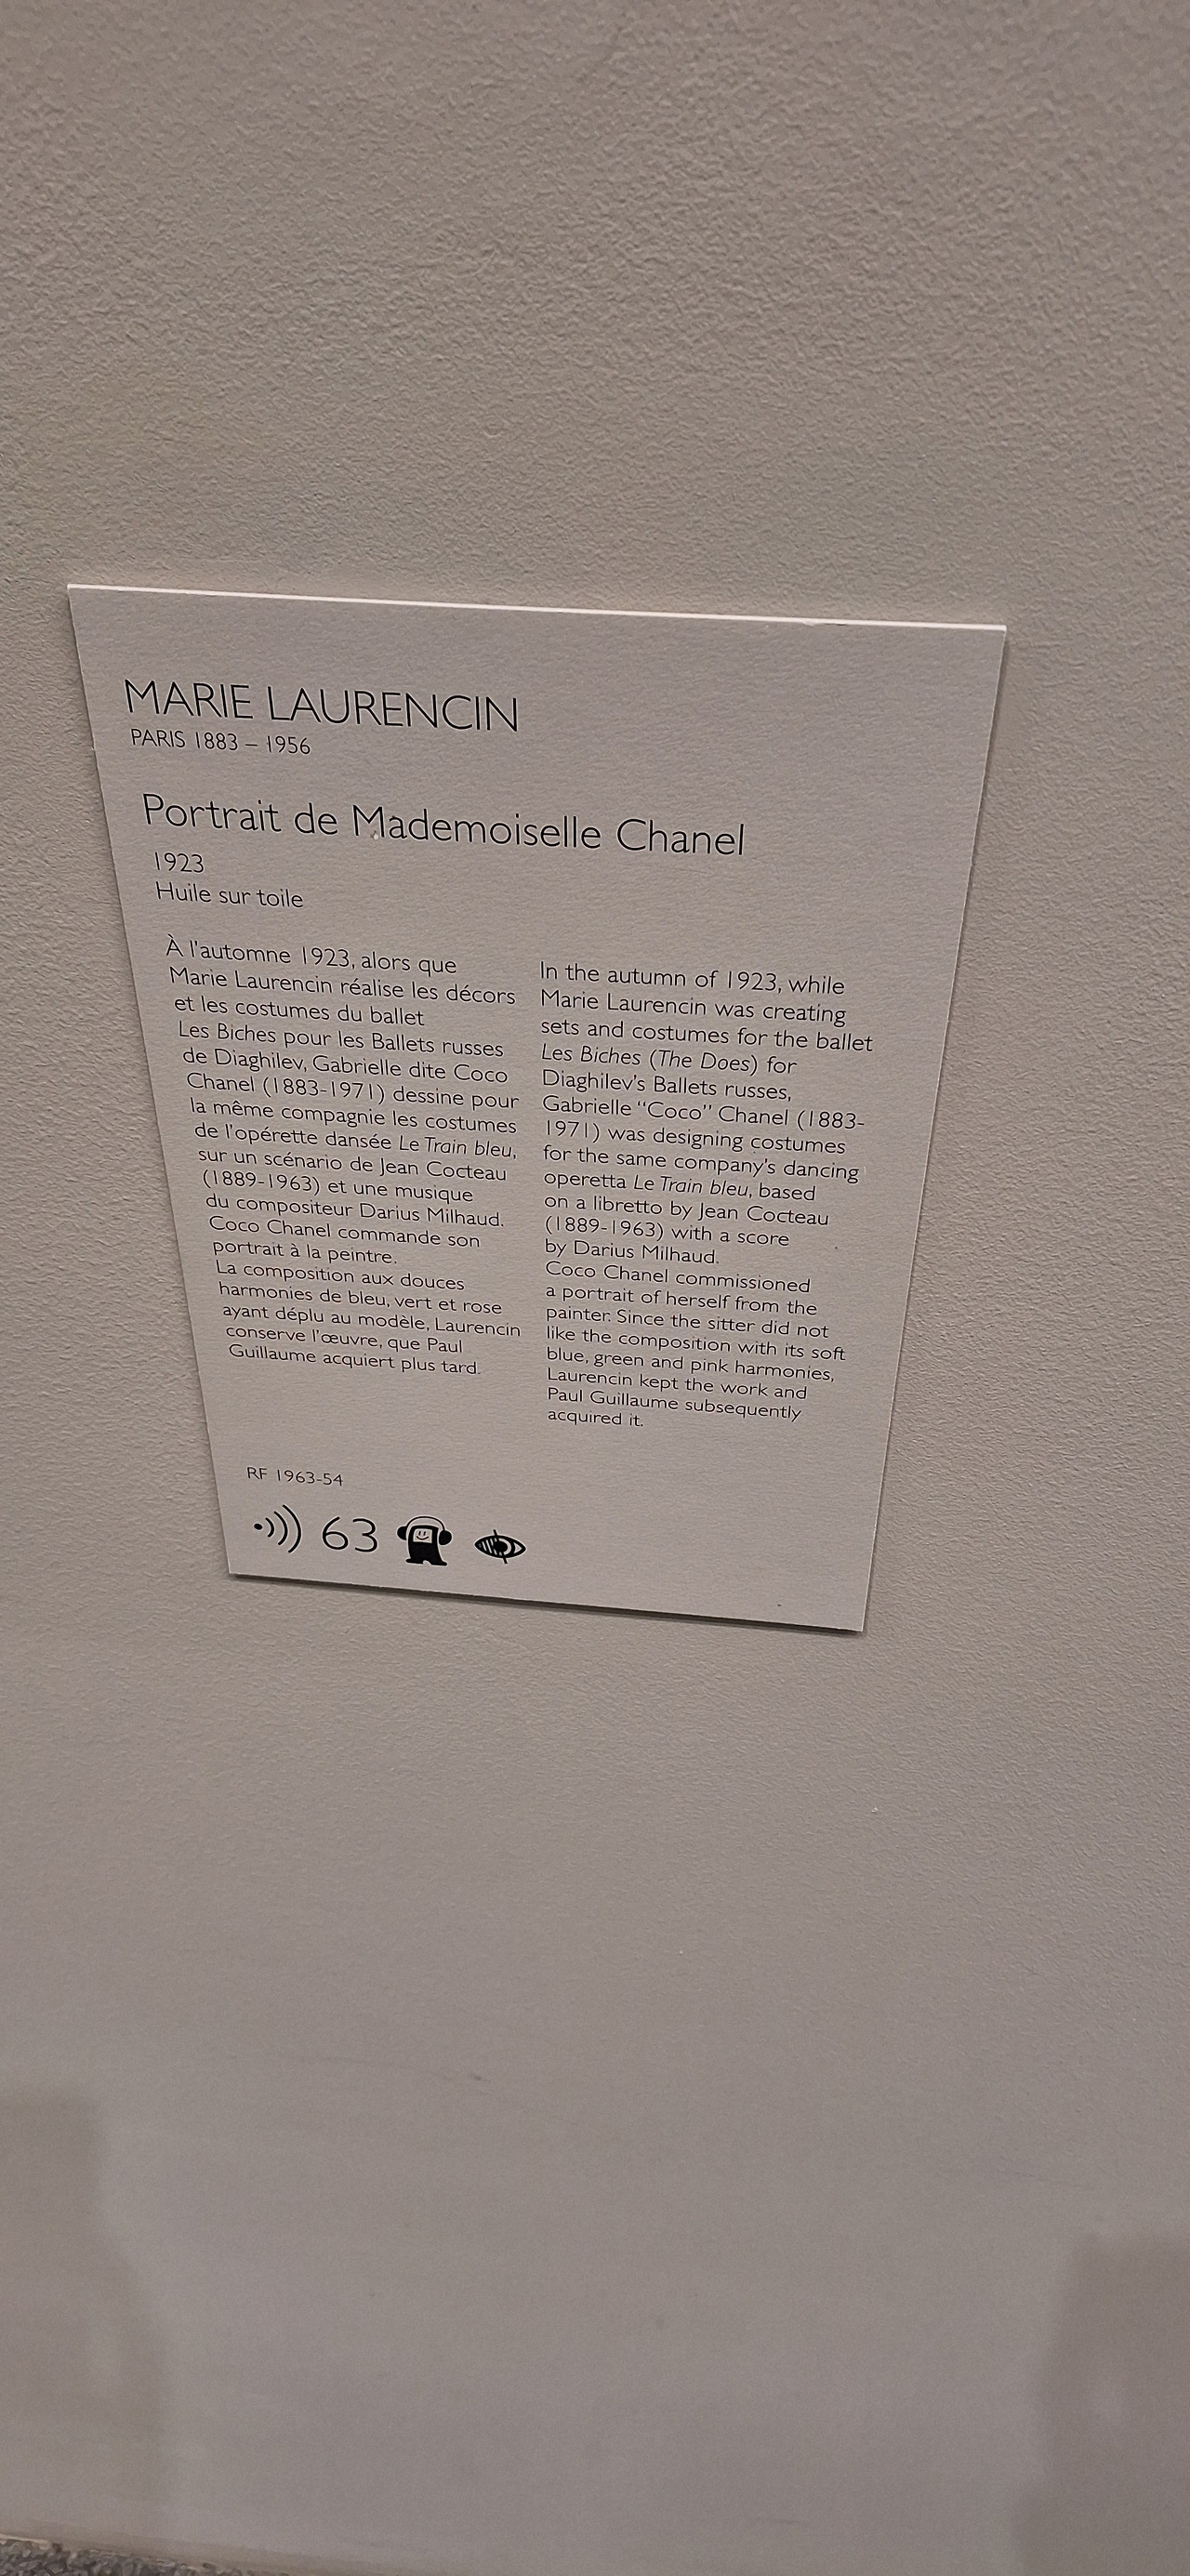 MARIE LAURENCIN
PARIS 1883 – 1956
Portrait de Mademoiselle Chanel
1923
Huile sur toile
À l'automne 1923, alors que
Marie Laurencin réalise les décors
et les costumes du ballet
Les Biches pour les Ballets russes
de Diaghilev, Gabrielle dite Coco
Chanel (1883-1971) dessine pour
la même compagnie les costumes
de l'opérette dansée Le Train bleu,
sur un scénario de Jean Cocteau
(1889-1963) et une musique
du compositeur Darius Milhaud.
Coco Chanel commande son
portrait à la peintre.
La composition aux douces
harmonies de bleu, vert et rose
ayant déplu au modèle, Laurencin
conserve l'œuvre, que Paul
Guillaume acquiert plus tard.
In the autumn of 1923, while
Marie Laurencin was creating
sets and costumes for the ballet
Les Biches (The Does) for
Diaghilev's Ballets russes,
Gabrielle “Coco” Chanel (1883-
1971) was designing costumes
for the same company's dancing
operetta Le Train bleu, based
on a libretto by Jean Cocteau
(1889-1963) with a score
by Darius Milhaud.
Coco Chanel commissioned
a portrait of herself from the
painter. Since the sitter did not
like the composition with its soft
blue, green and pink harmonies,
Laurencin kept the work and
Paul Guillaume subsequently
acquired it.
RF 1963-54
63